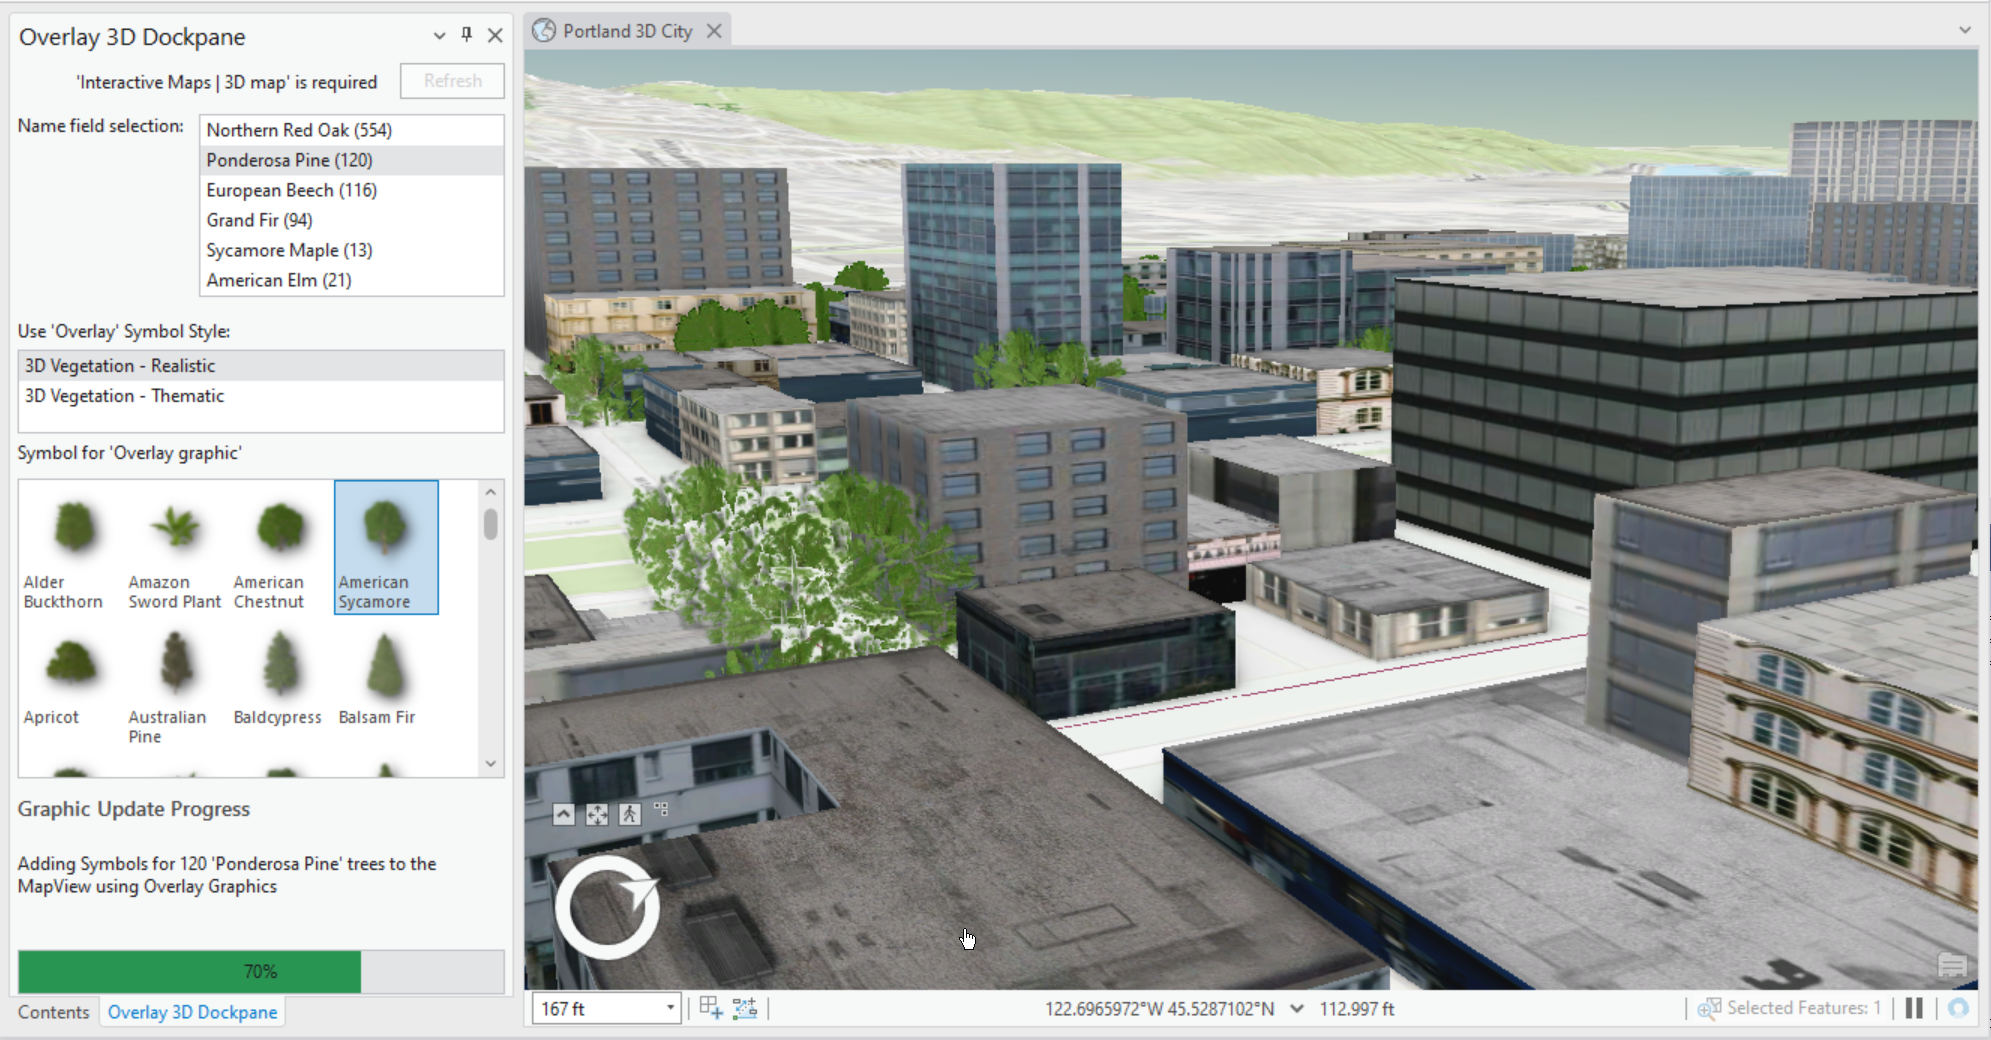 Overlay 3D Dockpane
'Interactive Maps | 3D map' is required
Refresh
Name field selection:
Northern Red Oak (554)
Ponderosa Pine (120)
European Beech (116)
Grand Fir (94)
Sycamore Maple (13)
American Elm (21)
Use 'Overlay' Symbol Style:
3D Vegetation - Realistic
3D Vegetation - Thematic
Symbol for 'Overlay graphic'
Alder
Buckthorn
Amazon
Sword Plant
American
Chestnut
American
Sycamore
Apricot
Australian
Pine
Baldcypress
Balsam Fir
Graphic Update Progress
Adding Symbols for 120 'Ponderosa Pine' trees to the
MapView using Overlay Graphics
70%
Contents
Overlay 3D Dockpane
Portland 3D City
167 ft
122.6965972°W 45.5287102°N
112.997 ft
Selected Features: 1